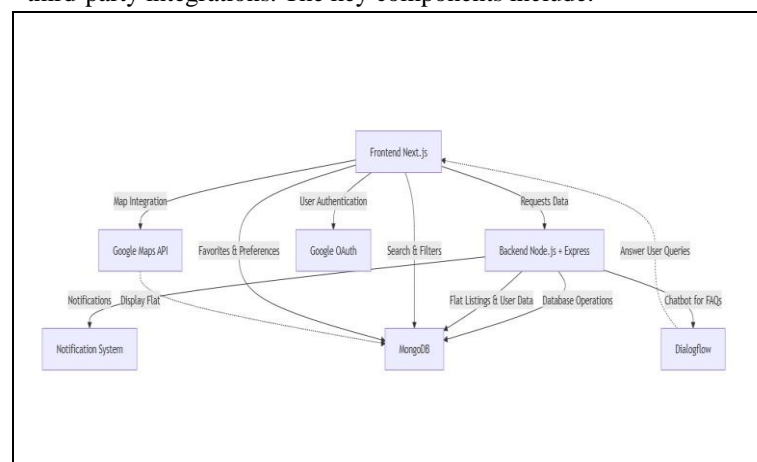 third-party integrations. The key components include:
Frontend Next.js
Map Integration
User Authentication
Requests Data
Google Maps API
Favorites & Preferences
Google OAuth
Search & Filters
Backend Node.js + Express
Answer User Queries
Notifications
Display Flat
Flat Listings & User Data
Database Operations
Chatbot for FAQs
Notification System
MongoDB
Dialogflow